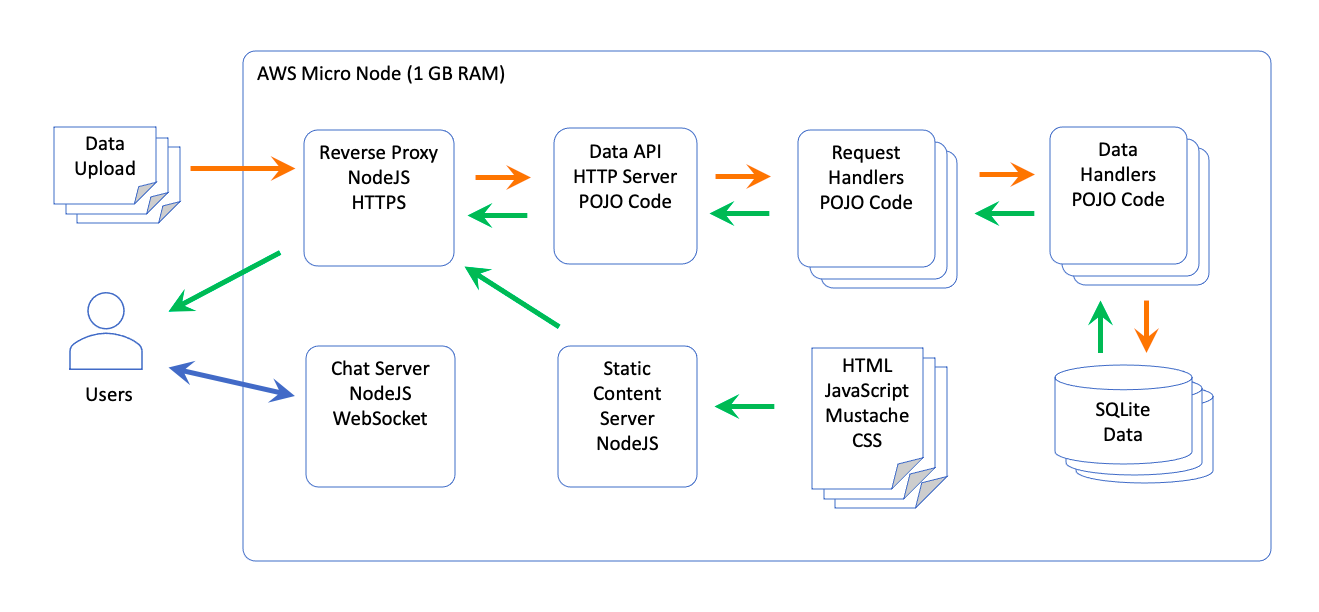 AWS Micro Node (1 GB RAM)
Data
Upload
Reverse Proxy
NodeJS
HTTPS
Data API
HTTP Server
POJO Code
Request
Handlers
POJO Code
Data
Handlers
POJO Code
Users
Chat Server
NodeJS
WebSocket
Static
Content
Server
NodeJS
HTML
JavaScript
Mustache
CSS
SQLite
Data